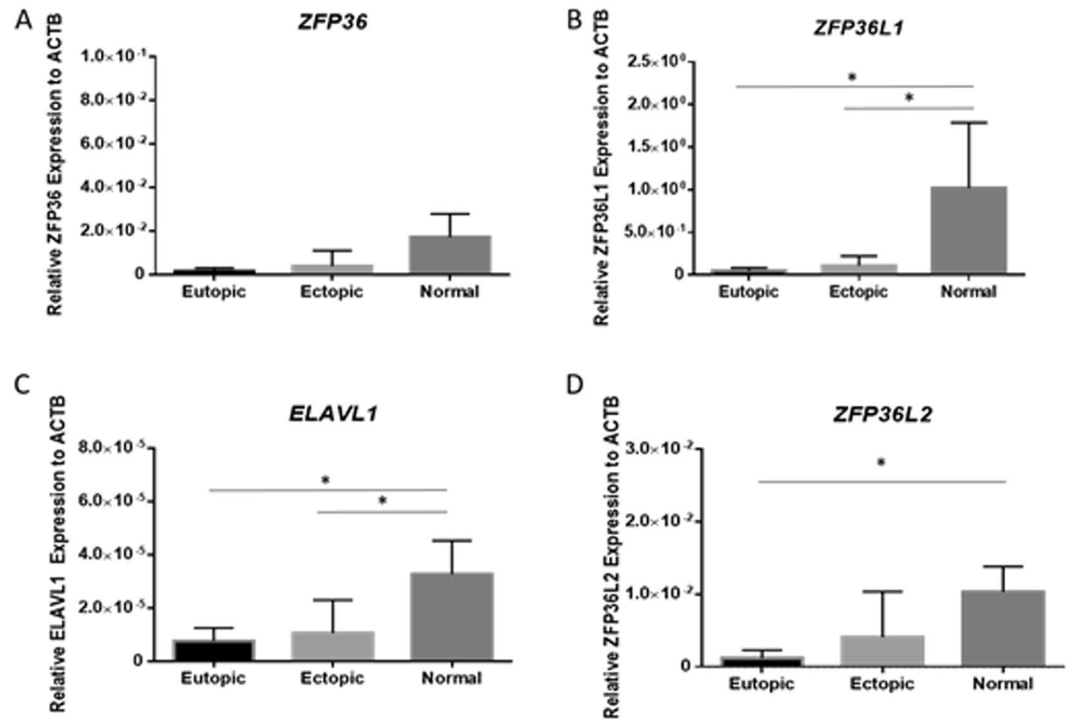 A
ZFP36
Relative ZFP36 Expression to ACTB
1.0×10⁻¹
8.0×10⁻²
6.0×10⁻²
4.0×10⁻²
2.0×10⁻²
0
Eutopic Ectopic Normal
B
ZFP36L1
Relative ZFP36L1 Expression to ACTB
2.5×10⁰
2.0×10⁰
1.5×10⁰
1.0×10⁰
5.0×10⁻¹
0
*
*
Eutopic Ectopic Normal
C
ELAVL1
Relative ELAVL1 Expression to ACTB
8.0×10⁻⁵
6.0×10⁻⁵
4.0×10⁻⁵
2.0×10⁻⁵
0
*
*
Eutopic Ectopic Normal
D
ZFP36L2
Relative ZFP36L2 Expression to ACTB
3.0×10⁻²
2.0×10⁻²
1.0×10⁻²
0
*
Eutopic Ectopic Normal